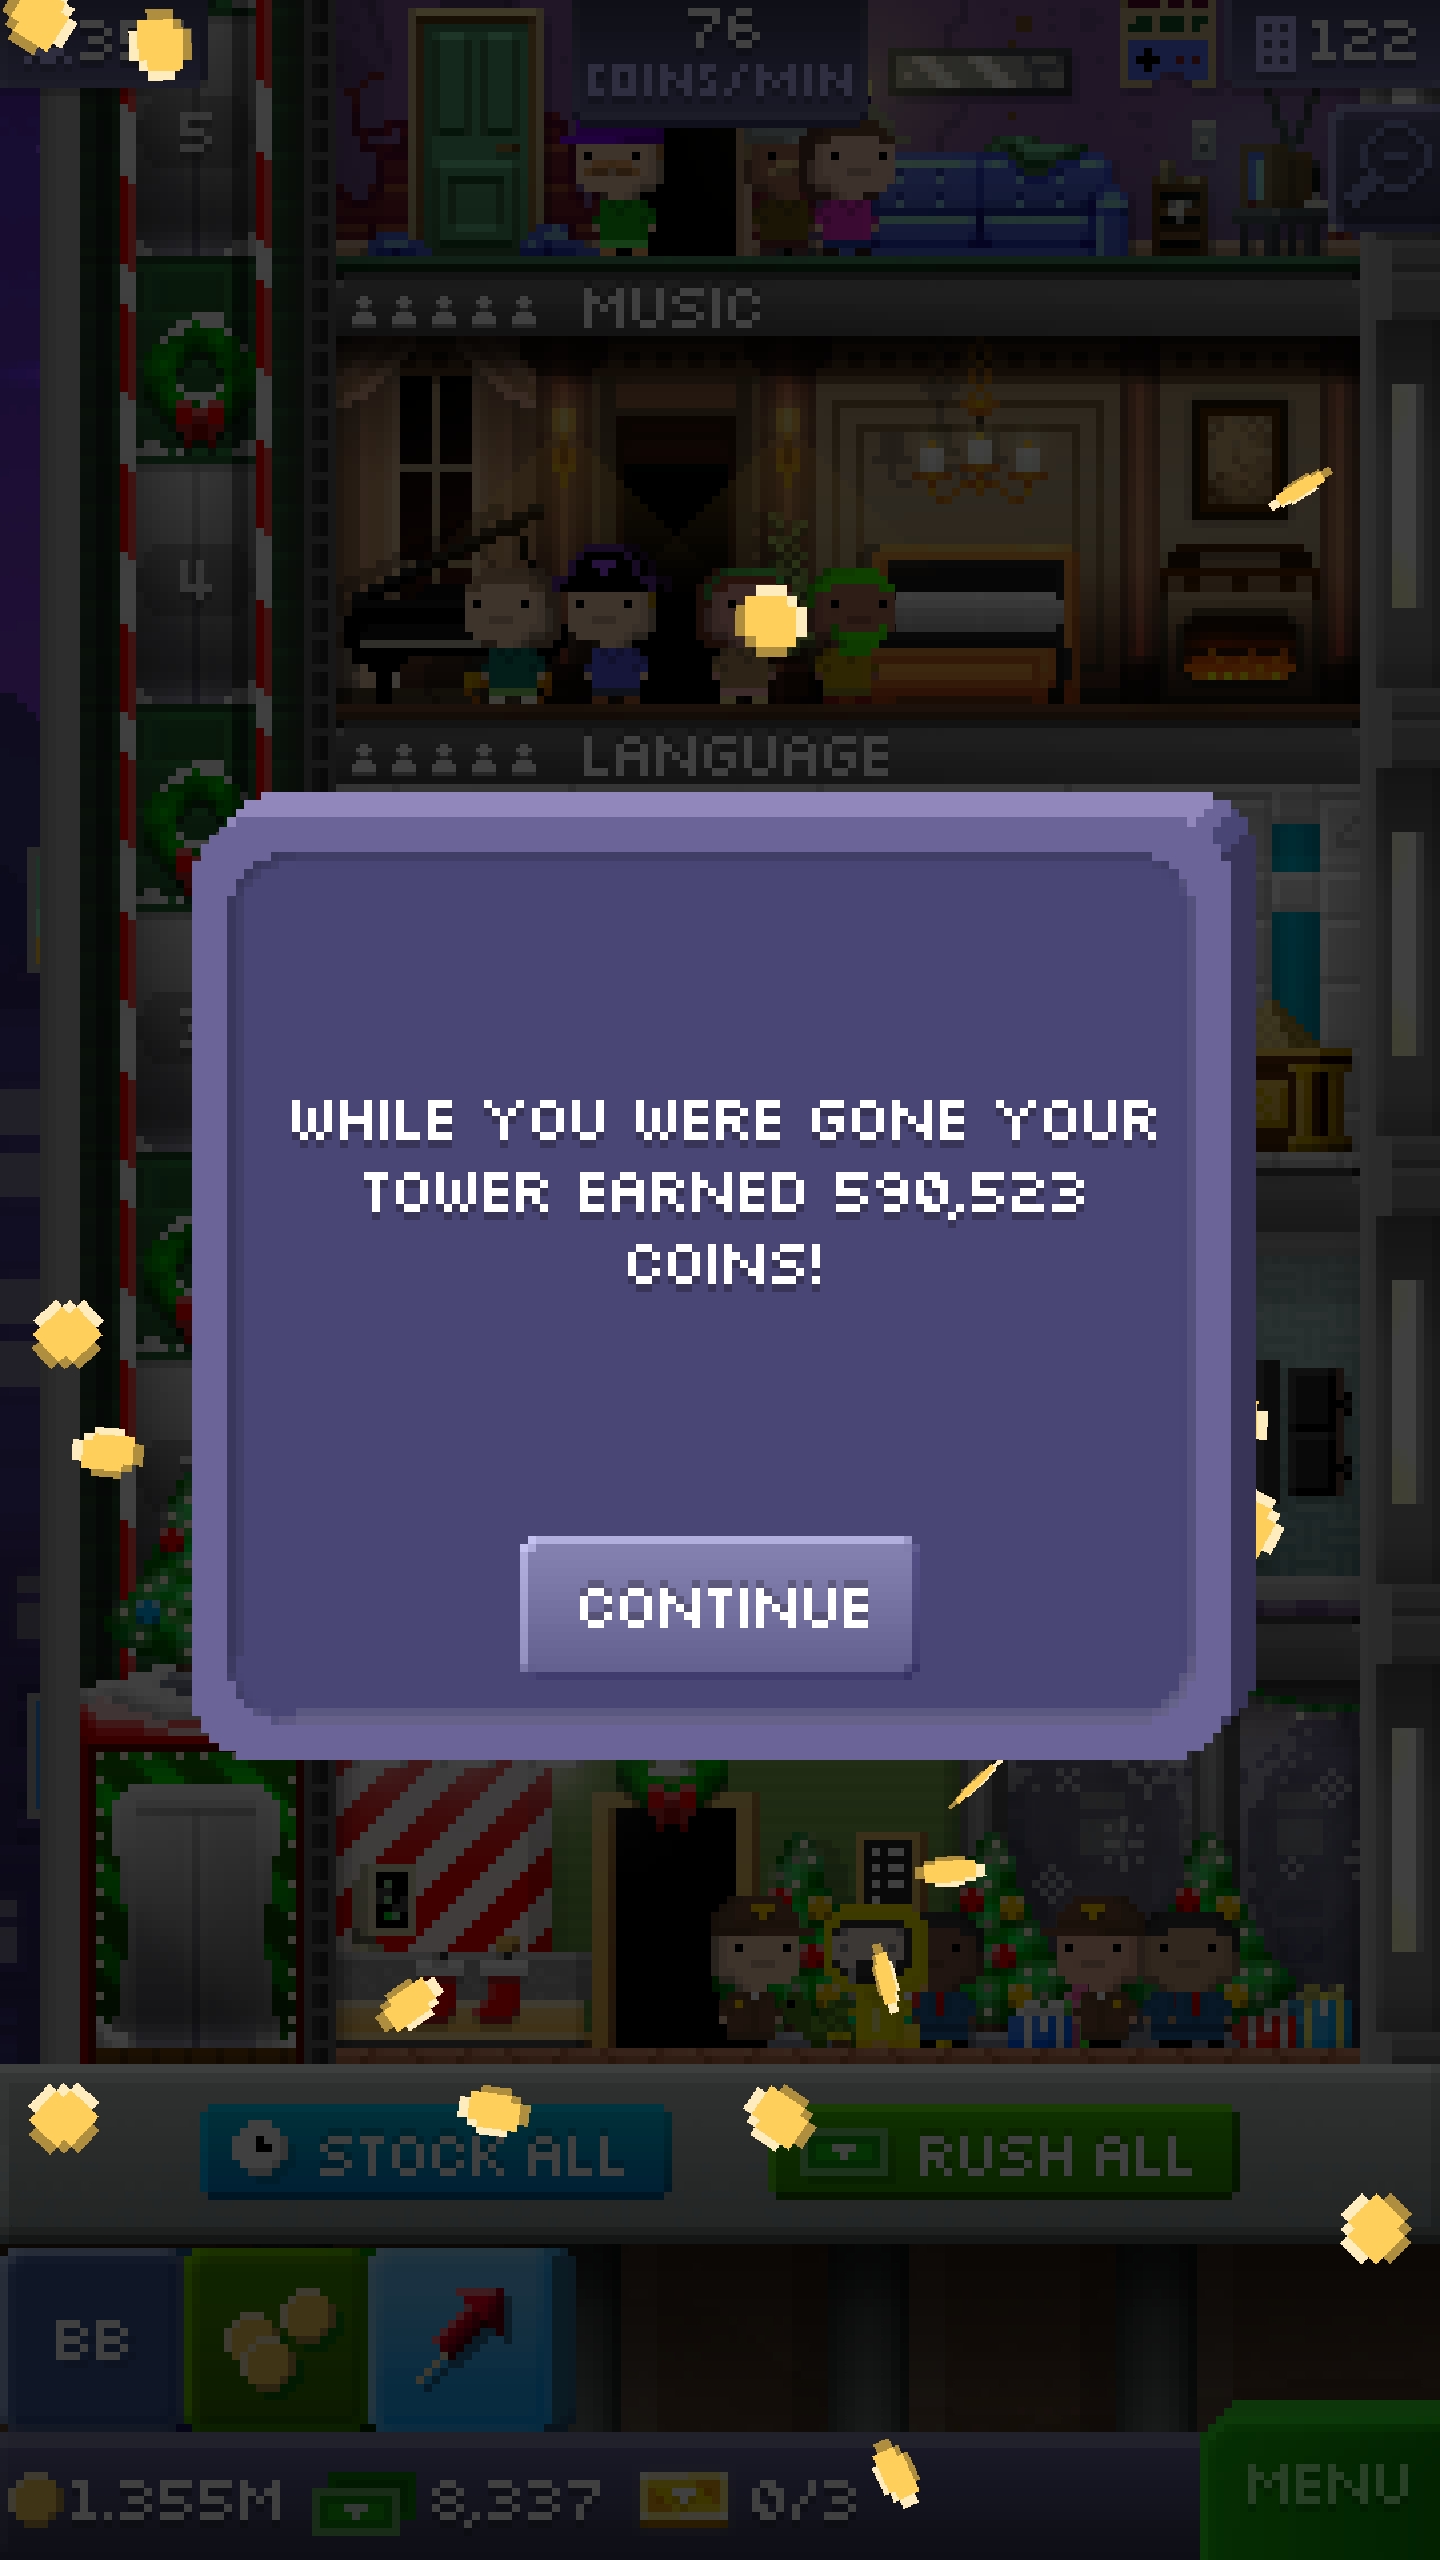 76
COINS/MIN
122
5
MUSIC
4
LANGUAGE
WHILE YOU WERE GONE YOUR
TOWER EARNED 590,523
COINS!
CONTINUE
STOCK ALL
RUSH ALL
BB
1.355M
8,337
0/3
MENU